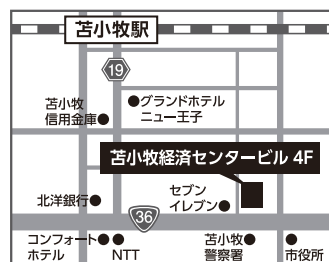 苫小牧駅
19
苫小牧
信用金庫
グランドホテル
ニュー王子
苫小牧経済センタービル 4F
北洋銀行
セブン
イレブン
36
コンフォート
ホテル
NTT
苫小牧
警察署
市役所